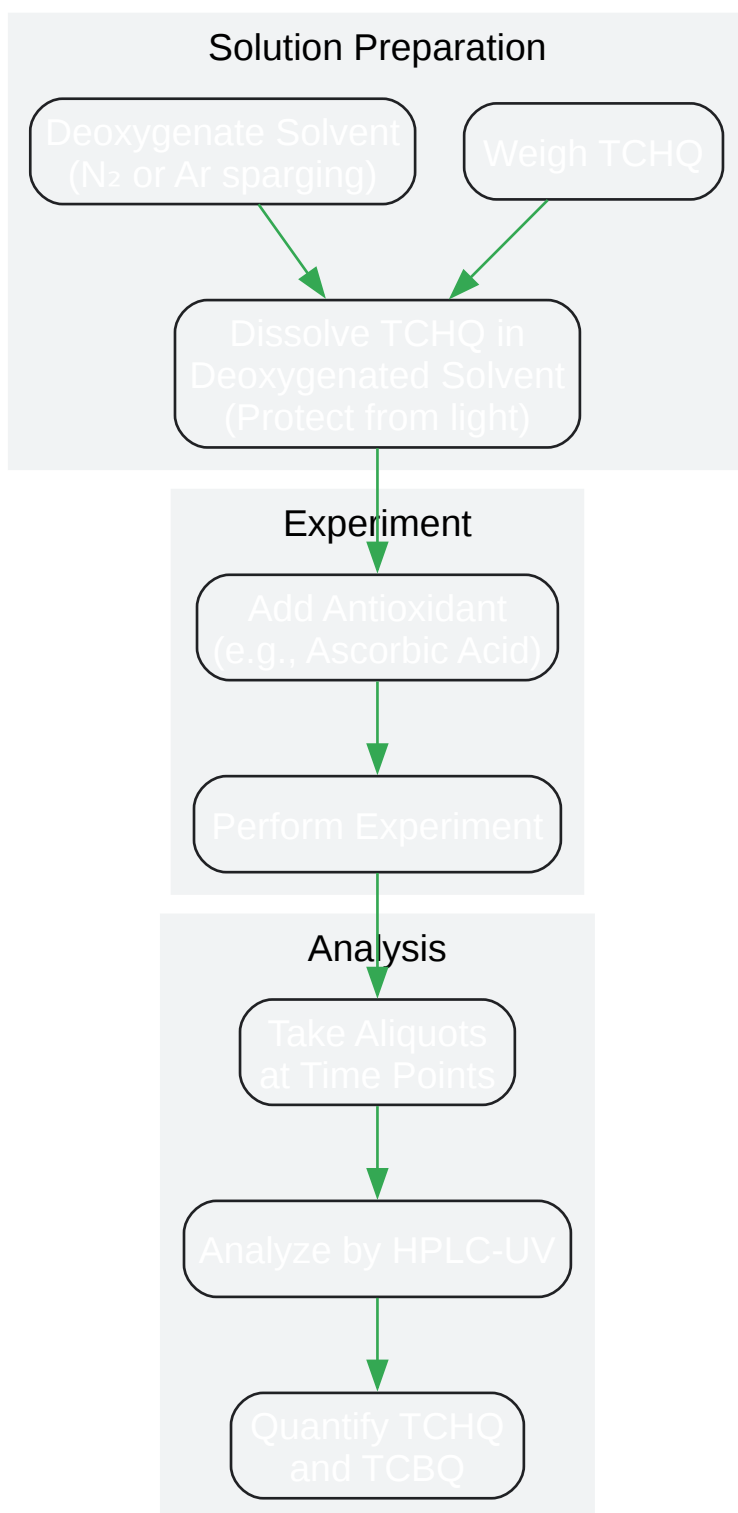 Solution Preparation
Deoxygenate Solvent
(N₂ or Ar sparging)
Weigh TCHQ
Dissolve TCHQ in
Deoxygenated Solvent
(Protect from light)
Experiment
Add Antioxidant
(e.g., Ascorbic Acid)
Perform Experiment
Analysis
Take Aliquots
at Time Points
Analyze by HPLC-UV
Quantify TCHQ
and TCBQ